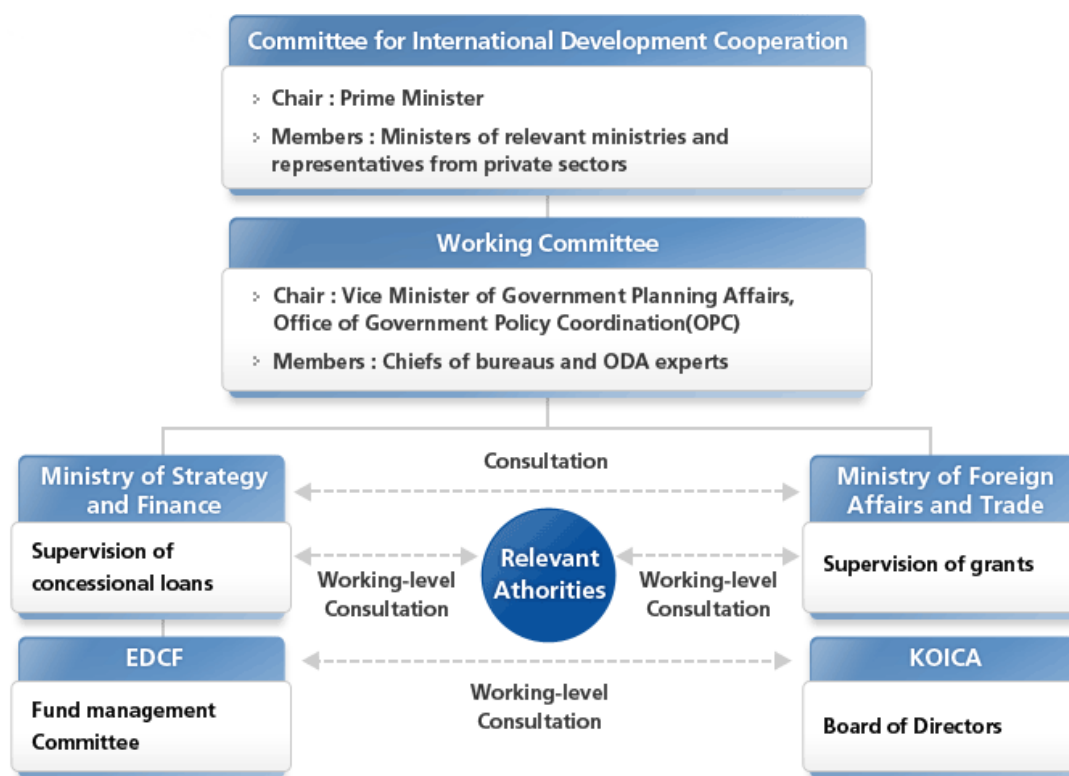 Committee for International Development Cooperation
Chair : Prime Minister
Members : Ministers of relevant ministries and
representatives from private sectors
Working Committee
Chair : Vice Minister of Government Planning Affairs,
Office of Government Policy Coordination(OPC)
Members : Chiefs of bureaus and ODA experts
Ministry of Strategy
and Finance
Supervision of
concessional loans
Consultation
Ministry of Foreign
Affairs and Trade
Supervision of grants
Working-level
Consultation
Relevant
Athorities
Working-level
Consultation
EDCF
Fund management
Committee
Working-level
Consultation
KOICA
Board of Directors